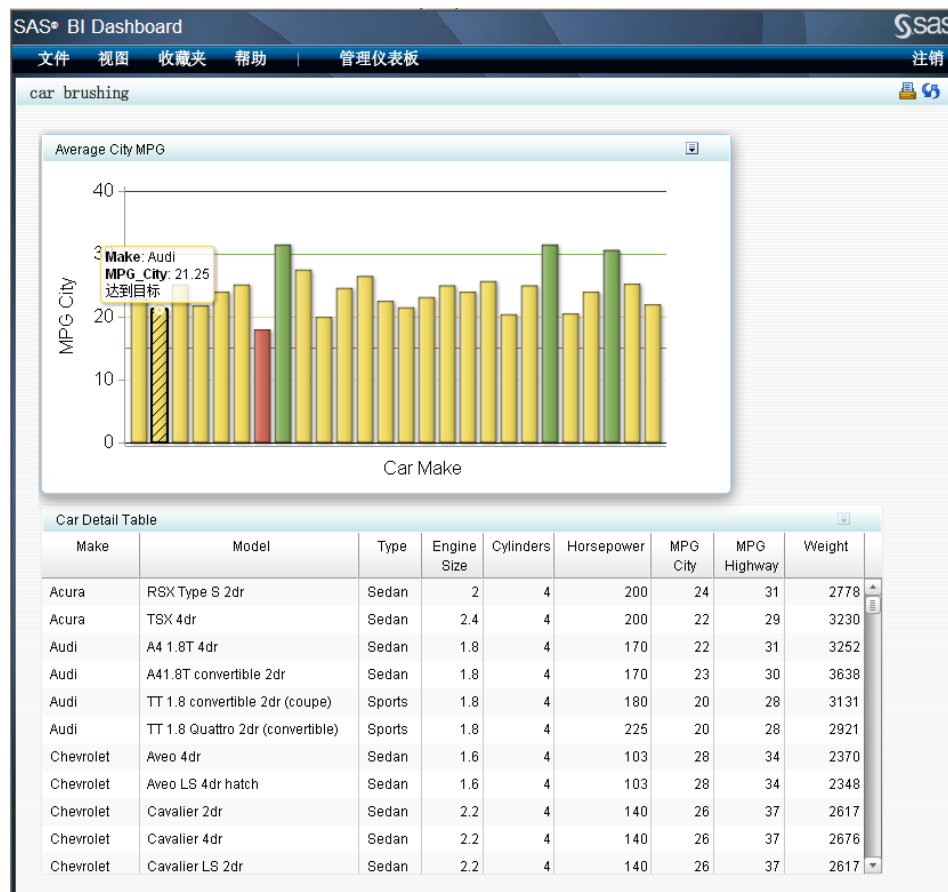 SAS® BI Dashboard
sas
文件 视图 收藏夹 帮助 | 管理仪表板 注销
car brushing
Average City MPG
40
Make: Audi
MPG_City: 21.25
达到目标
20
10
0
MPG City
Car Make
Car Detail Table
Make Model Type Engine Size Cylinders Horsepower MPG City MPG Highway Weight
Acura RSX Type S 2dr Sedan 2 4 200 24 31 2778
Acura TSX 4dr Sedan 2.4 4 200 22 29 3230
Audi A4 1.8T 4dr Sedan 1.8 4 170 22 31 3252
Audi A41.8T convertible 2dr Sedan 1.8 4 170 23 30 3638
Audi TT 1.8 convertible 2dr (coupe) Sports 1.8 4 180 20 28 3131
Audi TT 1.8 Quattro 2dr (convertible) Sports 1.8 4 225 20 28 2921
Chevrolet Aveo 4dr Sedan 1.6 4 103 28 34 2370
Chevrolet Aveo LS 4dr hatch Sedan 1.6 4 103 28 34 2348
Chevrolet Cavalier 2dr Sedan 2.2 4 140 26 37 2617
Chevrolet Cavalier 4dr Sedan 2.2 4 140 26 37 2676
Chevrolet Cavalier LS 2dr Sedan 2.2 4 140 26 37 2617